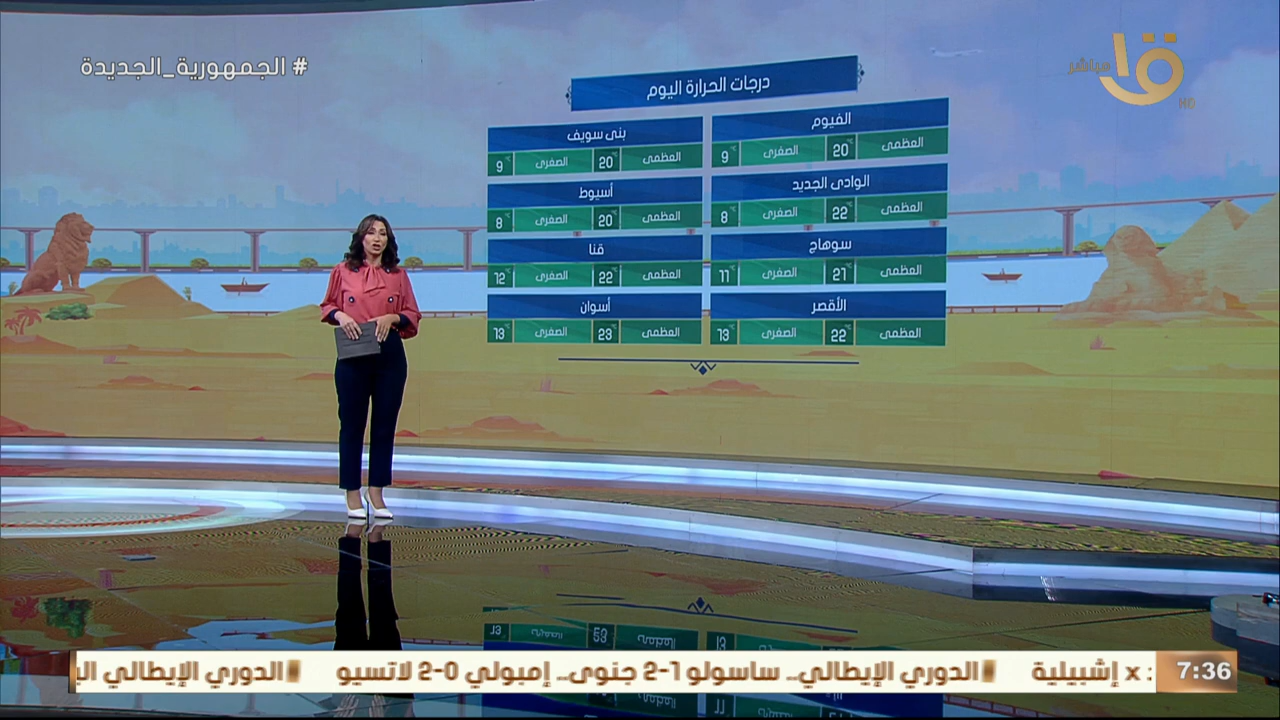 # الجمهورية_الجديدة
مباشر
HD
درجات الحرارة اليوم
الفيوم
العظمى 20 °C الصغرى 9 °C
بنى سويف
العظمى 20 °C الصغرى 9 °C
الوادى الجديد
العظمى 22 °C الصغرى 8 °C
أسيوط
العظمى 20 °C الصغرى 8 °C
سوهاج
العظمى 21 °C الصغرى 11 °C
قنا
العظمى 22 °C الصغرى 12 °C
الأقصر
العظمى 22 °C الصغرى 13 °C
أسوان
العظمى 23 °C الصغرى 13 °C
x إشبيلية الدوري الإيطالي.. ساسولو 1-2 جنوى.. إمبولي 0-2 لاتسيو الدوري الإيطالي
7:36